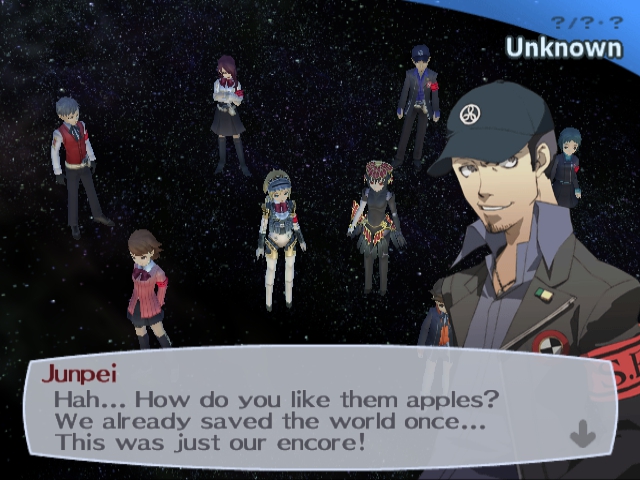 ?/?・?
Unknown
Junpei
Hah... How do you like them apples?
We already saved the world once...
This was just our encore!
S.